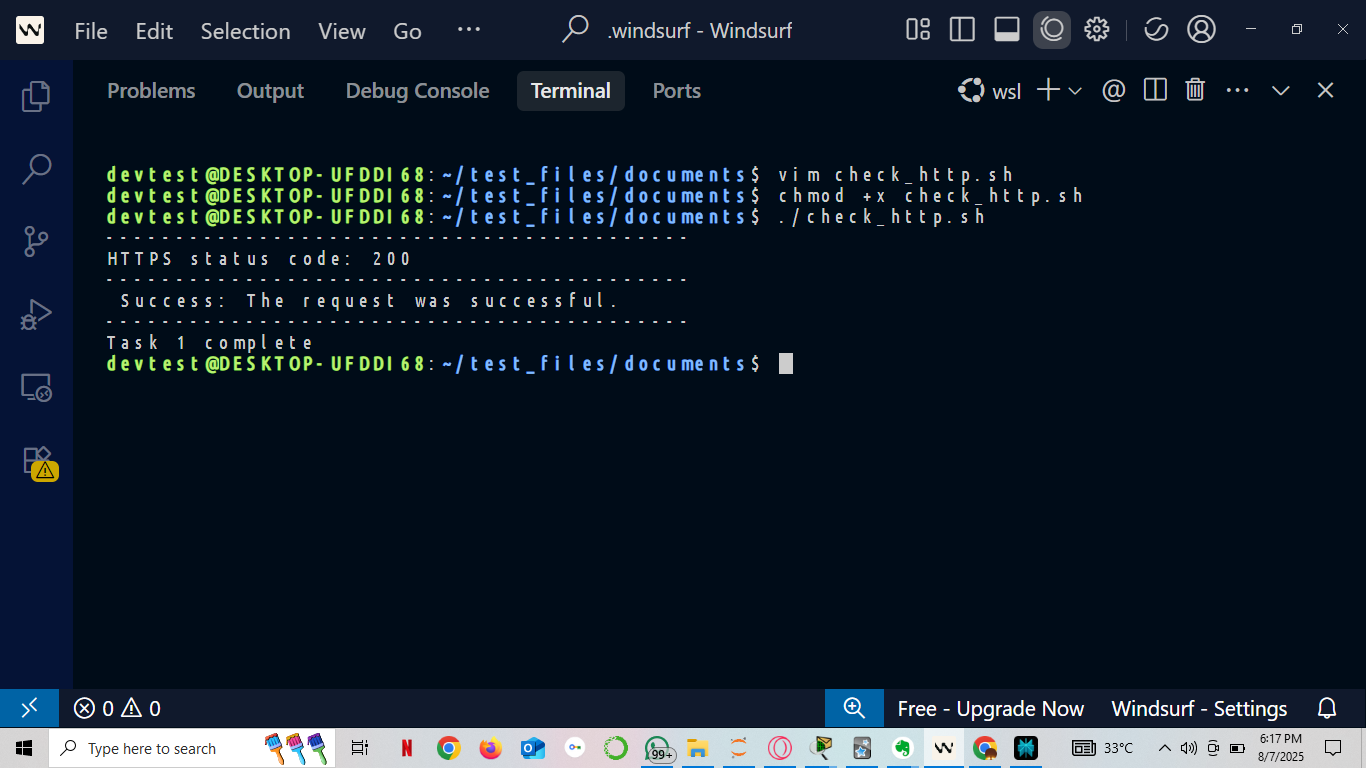 File Edit Selection View Go ··· .windsurf - Windsurf
Problems Output Debug Console Terminal Ports wsl
devtest@DESKTOP-UFDDI68:~/test_files/documents$ vim check_http.sh
devtest@DESKTOP-UFDDI68:~/test_files/documents$ chmod +x check_http.sh
devtest@DESKTOP-UFDDI68:~/test_files/documents$ ./check_http.sh
------------------------------------------
HTTPS status code: 200
------------------------------------------
Success: The request was successful.
------------------------------------------
Task 1 complete
devtest@DESKTOP-UFDDI68:~/test_files/documents$
0 0 Free - Upgrade Now Windsurf - Settings
Type here to search 99+ 33°C 6:17 PM
8/7/2025